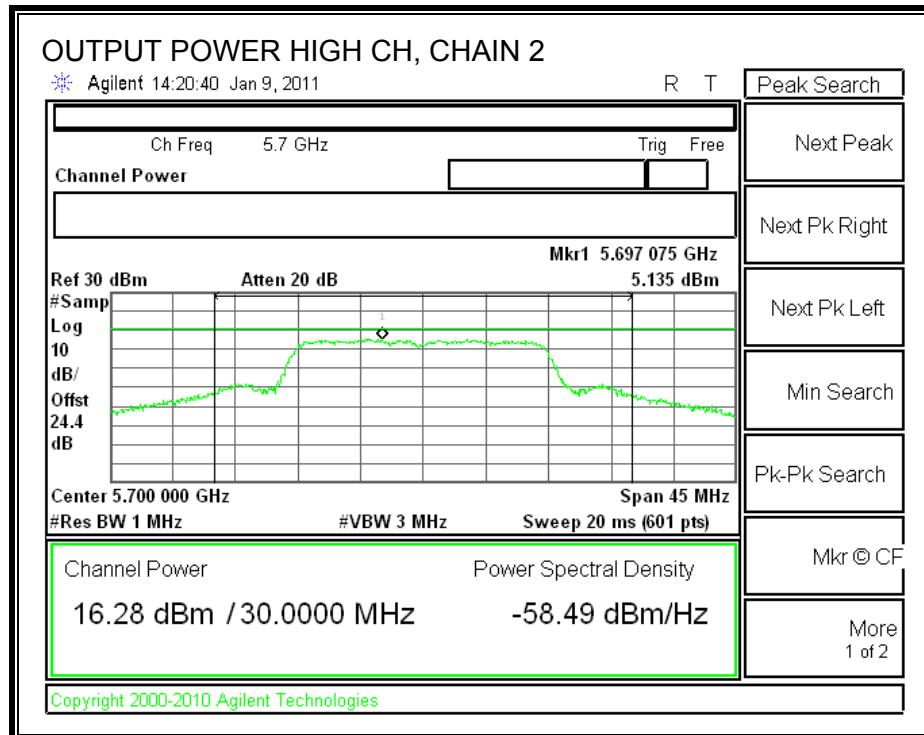 OUTPUT POWER HIGH CH, CHAIN 2
Agilent 14:20:40 Jan 9, 2011 R T
Peak Search
Ch Freq 5.7 GHz Trig Free
Channel Power
Next Peak
Next Pk Right
Mkr1 5.697 075 GHz
Ref 30 dBm Atten 20 dB 5.135 dBm
#Samp
Log
10
dB/
Offst
24.4
dB
1
Next Pk Left
Min Search
Pk-Pk Search
Center 5.700 000 GHz Span 45 MHz
#Res BW 1 MHz #VBW 3 MHz Sweep 20 ms (601 pts)
Channel Power Power Spectral Density
16.28 dBm / 30.0000 MHz -58.49 dBm/Hz
Mkr © CF
More
1 of 2
Copyright 2000-2010 Agilent Technologies